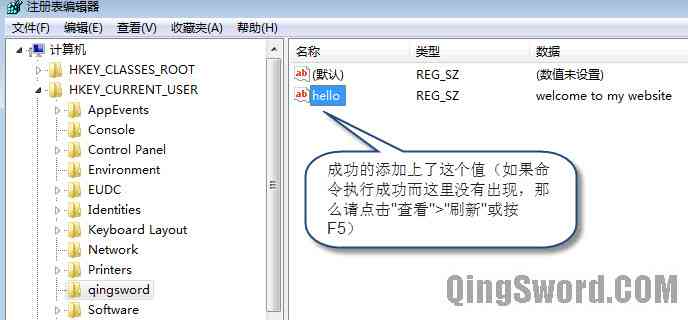 注册表编辑器
文件(F) 编辑(E) 查看(V) 收藏夹(A) 帮助(H)
计算机
HKEY_CLASSES_ROOT
HKEY_CURRENT_USER
AppEvents
Console
Control Panel
Environment
EUDC
Identities
Keyboard Layout
Network
Printers
qingsword
Software
名称 类型 数据
ab (默认) REG_SZ (数值未设置)
ab hello REG_SZ welcome to my website
成功的添加上了这个值（如果命
令执行成功而这里没有出现，那
么请点击"查看">"刷新"或按
F5）
QingSword.COM